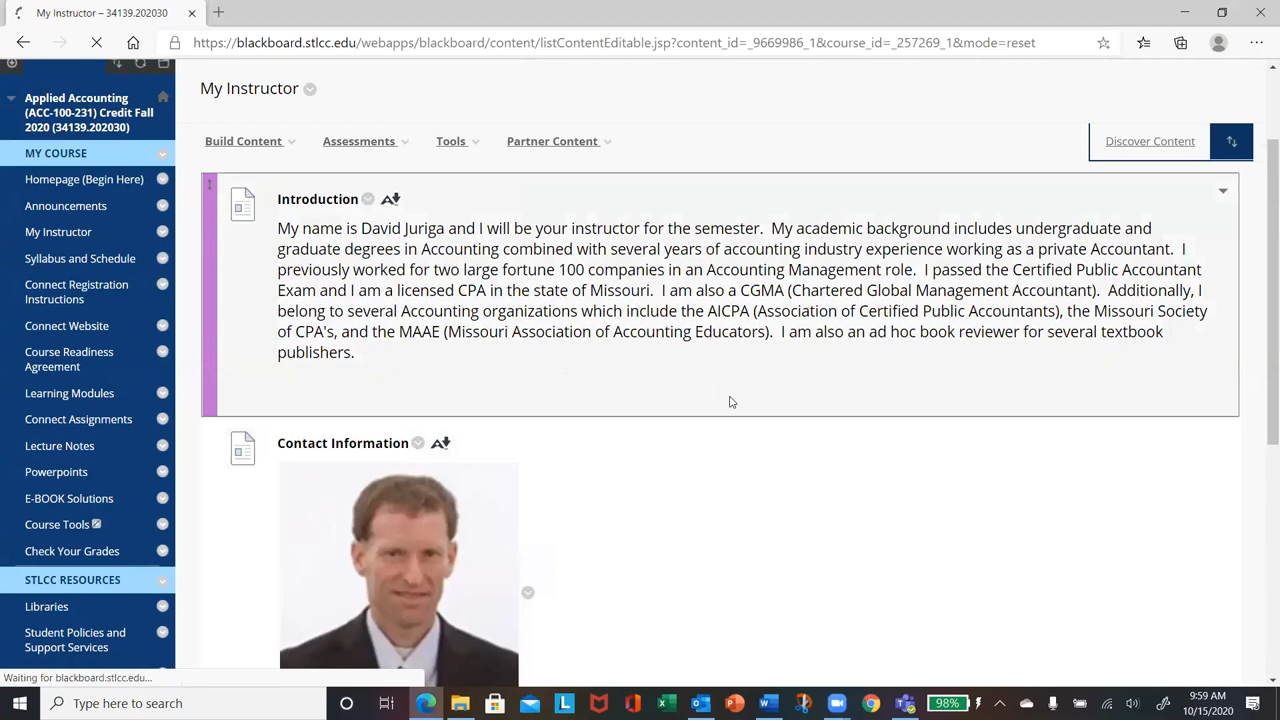 My Instructor – 34139.202030
https://blackboard.stlcc.edu/webapps/blackboard/content/listContentEditable.jsp?content_id=_9669986_1&course_id=_257269_1&mode=reset
Applied Accounting
(ACC-100-231) Credit Fall
2020 (34139.202030)
MY COURSE
Homepage (Begin Here)
Announcements
My Instructor
Syllabus and Schedule
Connect Registration
Instructions
Connect Website
Course Readiness
Agreement
Learning Modules
Connect Assignments
Lecture Notes
Powerpoints
E-BOOK Solutions
Course Tools
Check Your Grades
STLCC RESOURCES
Libraries
Student Policies and
Support Services
My Instructor
Build Content
Assessments
Tools
Partner Content
Discover Content
Introduction
My name is David Juriga and I will be your instructor for the semester.  My academic background includes undergraduate and
graduate degrees in Accounting combined with several years of accounting industry experience working as a private Accountant.  I
previously worked for two large fortune 100 companies in an Accounting Management role.  I passed the Certified Public Accountant
Exam and I am a licensed CPA in the state of Missouri.  I am also a CGMA (Chartered Global Management Accountant).  Additionally, I
belong to several Accounting organizations which include the AICPA (Association of Certified Public Accountants), the Missouri Society
of CPA's, and the MAAE (Missouri Association of Accounting Educators).  I am also an ad hoc book reviewer for several textbook
publishers.
Contact Information
Waiting for blackboard.stlcc.edu...
Type here to search
98%
9:59 AM
10/15/2020